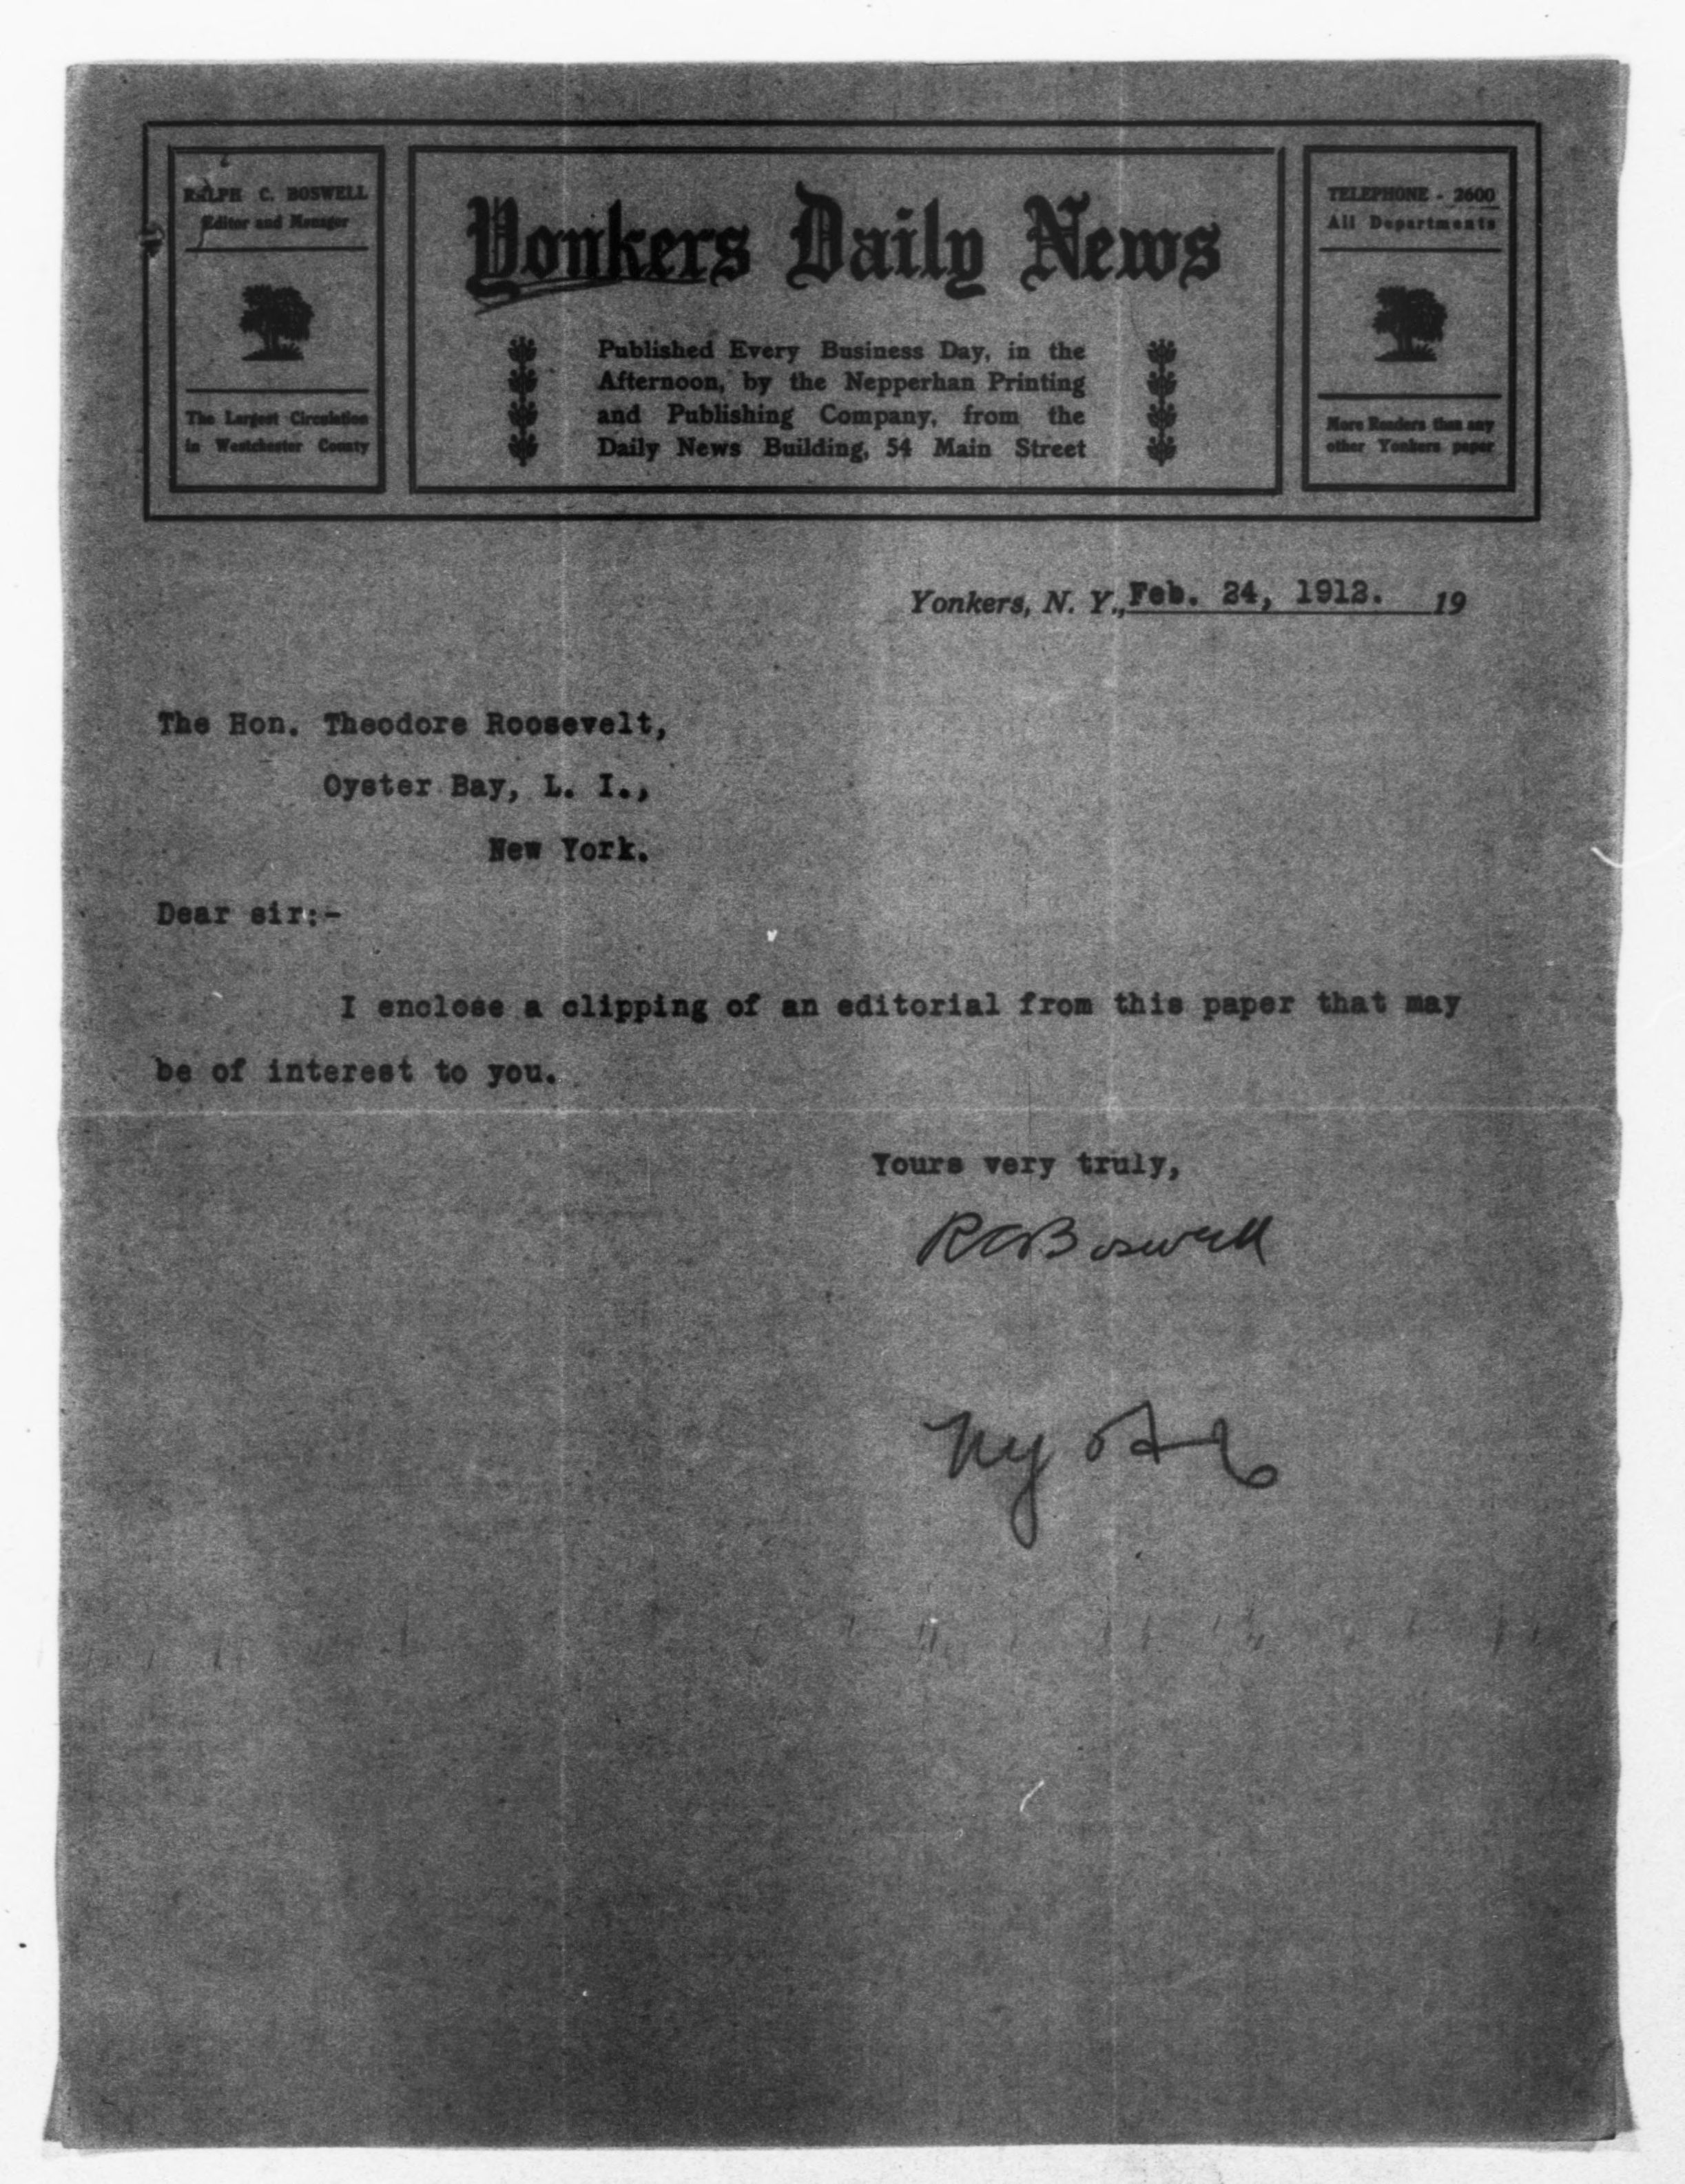 RALPH C. BOSWELL
Editor and Manager
The Largest Circulation
in Westchester County
Yonkers Daily News
Published Every Business Day, in the
Afternoon, by the Nepperhan Printing
and Publishing Company, from the
Daily News Building, 54 Main Street
TELEPHONE - 2600
All Departments
More Readers than any
other Yonkers paper
Yonkers, N. Y., Feb. 24, 1912. 19
The Hon. Theodore Roosevelt,
Oyster Bay, L. I.,
New York.
Dear sir:-
I enclose a clipping of an editorial from this paper that may
be of interest to you.
Yours very truly,
RCBoswell
Ny